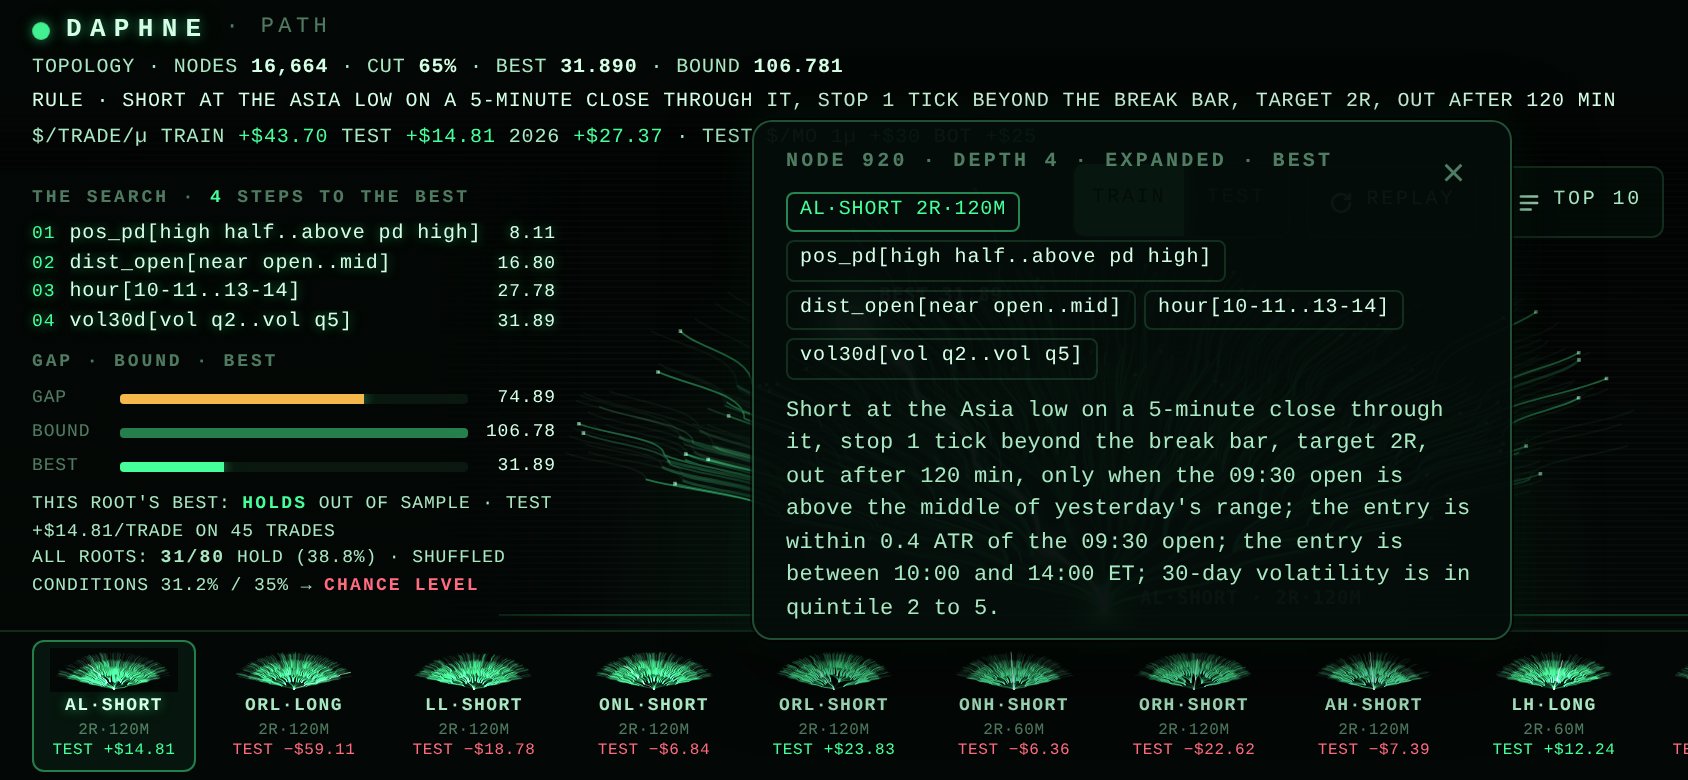 DAPHNE · PATH
TOPOLOGY · NODES 16,664 · CUT 65% · BEST 31.890 · BOUND 106.781
RULE · SHORT AT THE ASIA LOW ON A 5-MINUTE CLOSE THROUGH IT, STOP 1 TICK BEYOND THE BREAK BAR, TARGET 2R, OUT AFTER 120 MIN
$/TRADE/µ TRAIN +$43.70 TEST +$14.81 2026 +$27.37 · TEST $/MO 1µ +$30 BOT +$25
THE SEARCH · 4 STEPS TO THE BEST
01 pos_pd[high half..above pd high] 8.11
02 dist_open[near open..mid] 16.80
03 hour[10-11..13-14] 27.78
04 vol30d[vol q2..vol q5] 31.89
GAP · BOUND · BEST
GAP 74.89
BOUND 106.78
BEST 31.89
THIS ROOT'S BEST: HOLDS OUT OF SAMPLE · TEST
+$14.81/TRADE ON 45 TRADES
ALL ROOTS: 31/80 HOLD (38.8%) · SHUFFLED
CONDITIONS 31.2% / 35% → CHANCE LEVEL
NODE 920 · DEPTH 4 · EXPANDED · BEST
×
TRAIN TEST REPLAY TOP 10
AL·SHORT 2R·120M
pos_pd[high half..above pd high]
dist_open[near open..mid] hour[10-11..13-14]
vol30d[vol q2..vol q5]
Short at the Asia low on a 5-minute close through
it, stop 1 tick beyond the break bar, target 2R,
out after 120 min, only when the 09:30 open is
above the middle of yesterday's range; the entry is
within 0.4 ATR of the 09:30 open; the entry is
between 10:00 and 14:00 ET; 30-day volatility is in
quintile 2 to 5.
AL·SHORT · 2R·120M
AL·SHORT ORL·LONG LL·SHORT ONL·SHORT ORL·SHORT ONH·SHORT ORH·SHORT AH·SHORT LH·LONG
2R·120M 2R·120M 2R·120M 2R·120M 2R·120M 2R·60M 2R·120M 2R·120M 2R·60M
TEST +$14.81 TEST −$59.11 TEST −$18.78 TEST −$6.84 TEST +$23.83 TEST −$6.36 TEST −$22.62 TEST −$7.39 TEST +$12.24